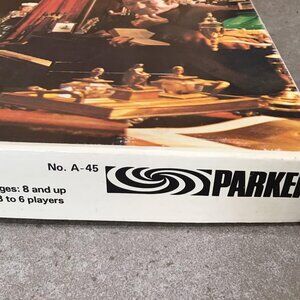 No. A-45
PARKER
ges: 8 and up
3 to 6 players